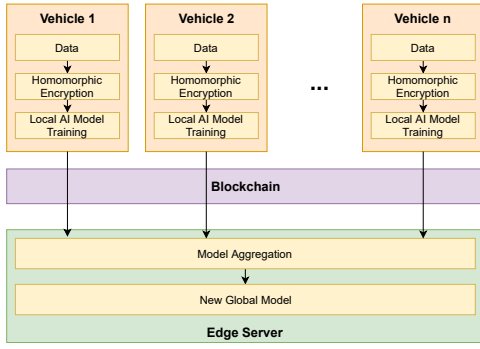 Vehicle 1
Data
Homomorphic
Encryption
Local AI Model
Training
Vehicle 2
Data
Homomorphic
Encryption
Local AI Model
Training
...
Vehicle n
Data
Homomorphic
Encryption
Local AI Model
Training
Blockchain
Model Aggregation
New Global Model
Edge Server